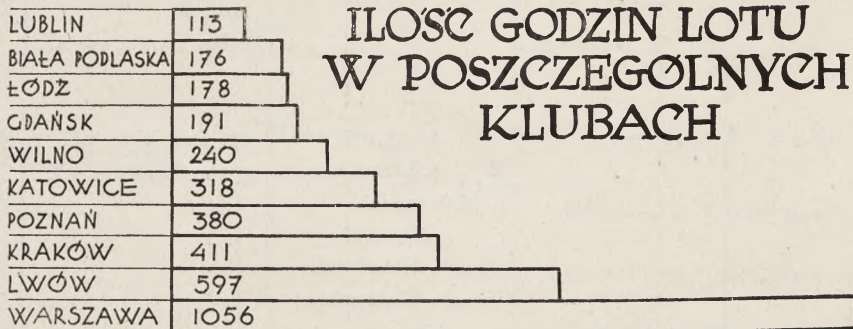 ILOŚĆ GODZIN LOTU
W POSZCZEGÓLNYCH
KLUBACH
LUBLIN 113
BIAŁA PODLASKA 176
ŁÓDŹ 178
GDAŃSK 191
WILNO 240
KATOWICE 318
POZNAŃ 380
KRAKÓW 411
LWÓW 597
WARSZAWA 1056